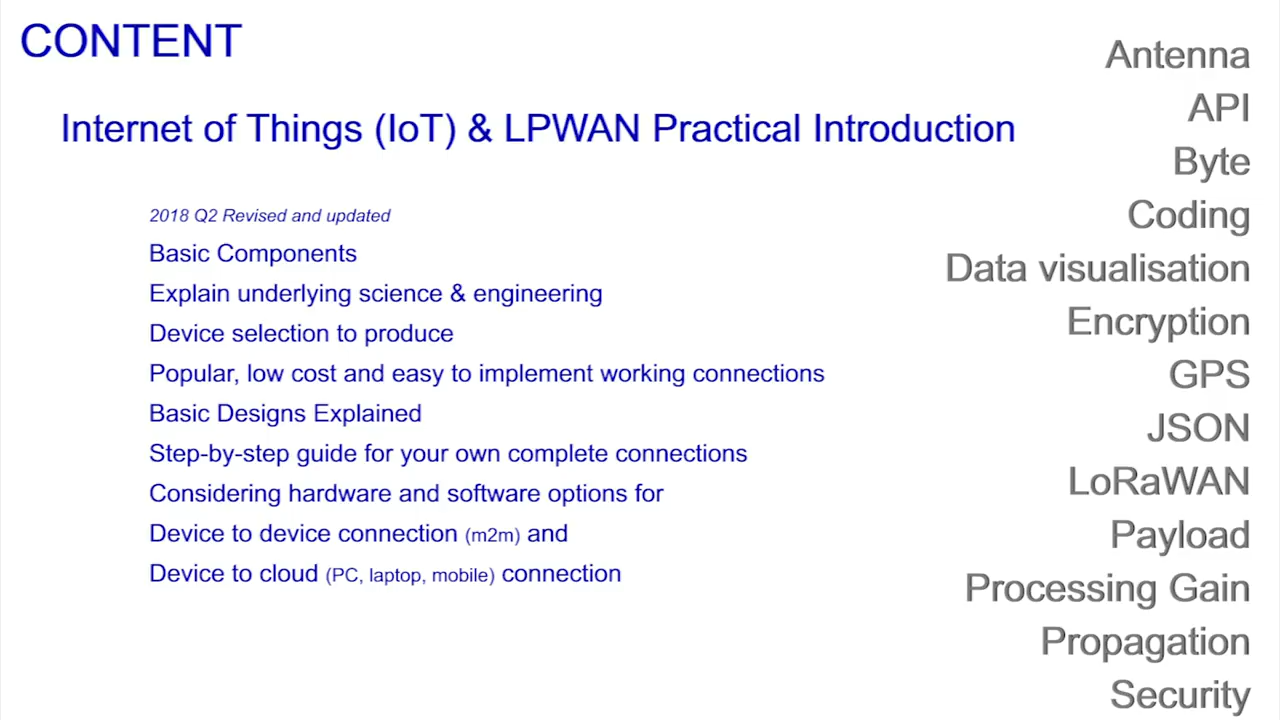 CONTENT
Internet of Things (IoT) & LPWAN Practical Introduction
2018 Q2 Revised and updated
Basic Components
Explain underlying science & engineering
Device selection to produce
Popular, low cost and easy to implement working connections
Basic Designs Explained
Step-by-step guide for your own complete connections
Considering hardware and software options for
Device to device connection (m2m) and
Device to cloud (PC, laptop, mobile) connection
Antenna
API
Byte
Coding
Data visualisation
Encryption
GPS
JSON
LoRaWAN
Payload
Processing Gain
Propagation
Security